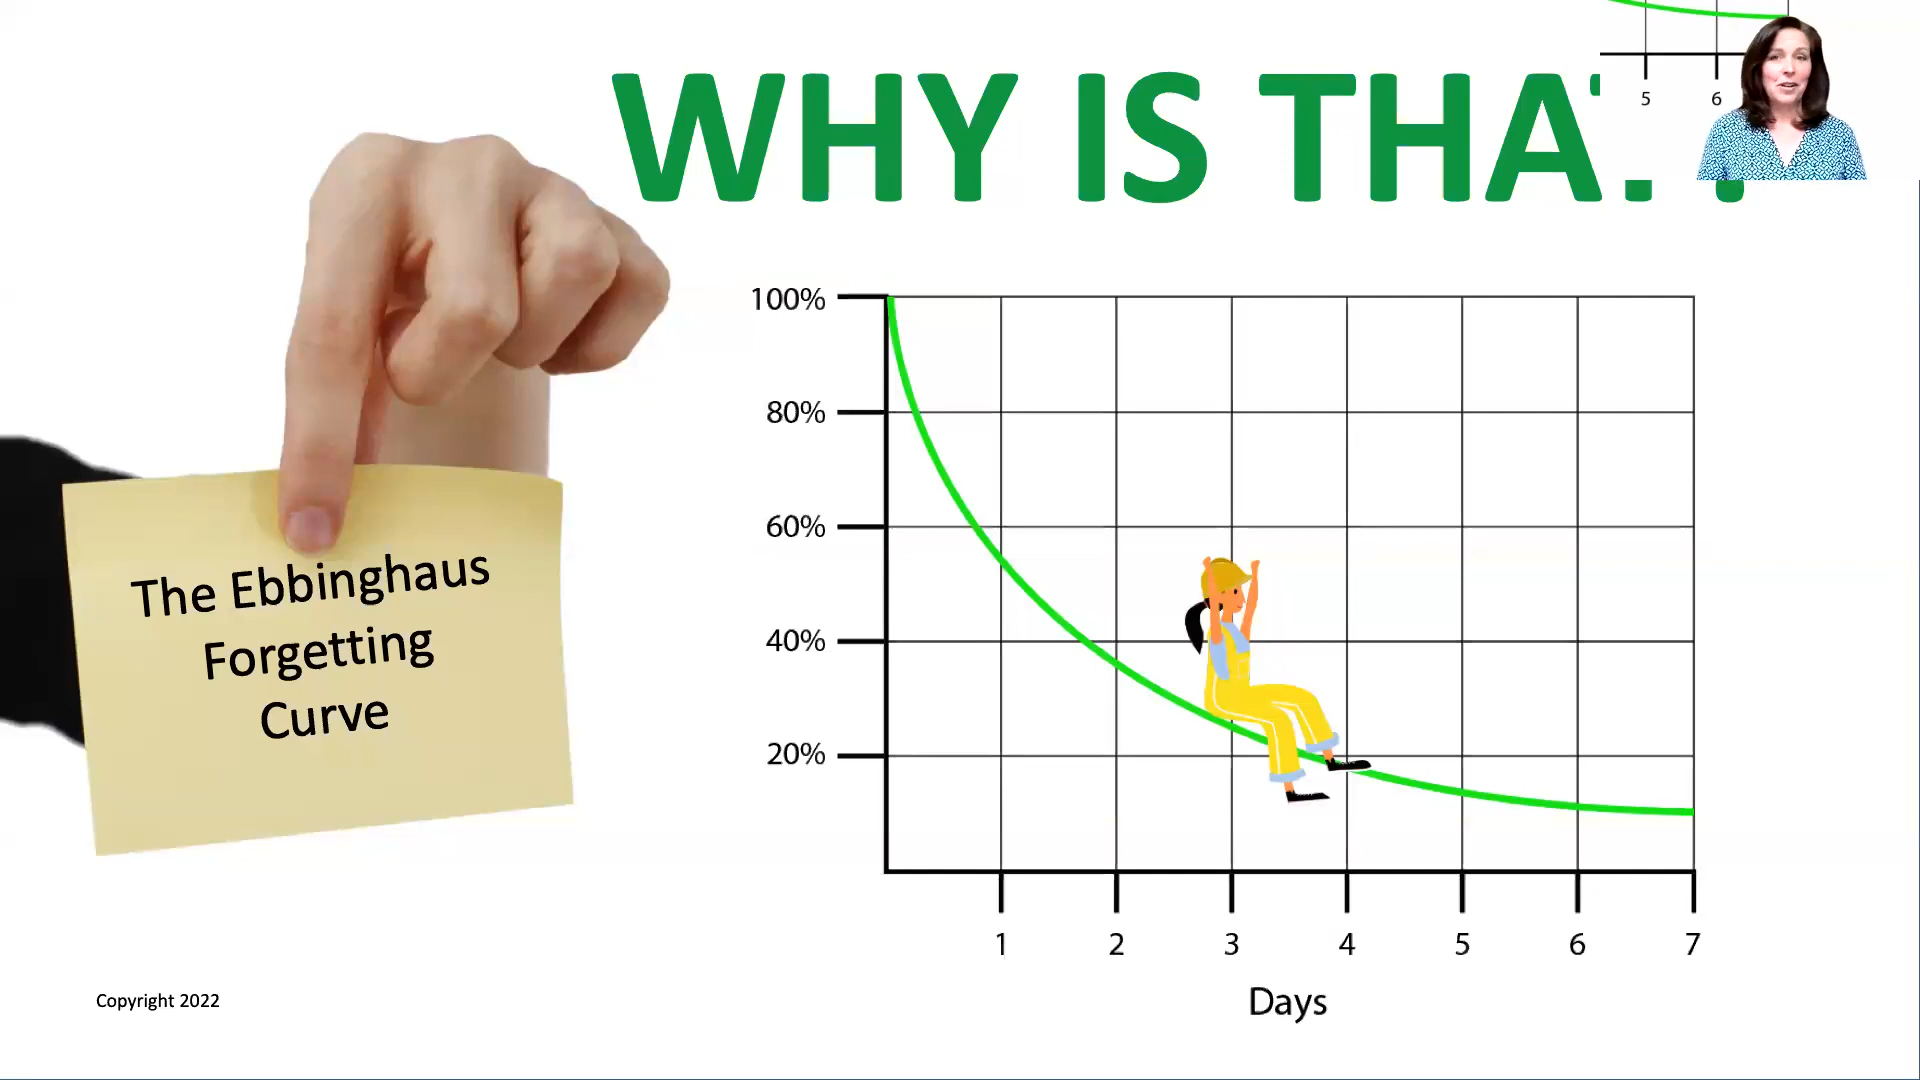 WHY IS THAT?
5 6
The Ebbinghaus
Forgetting
Curve
100%
80%
60%
40%
20%
1 2 3 4 5 6 7
Days
Copyright 2022